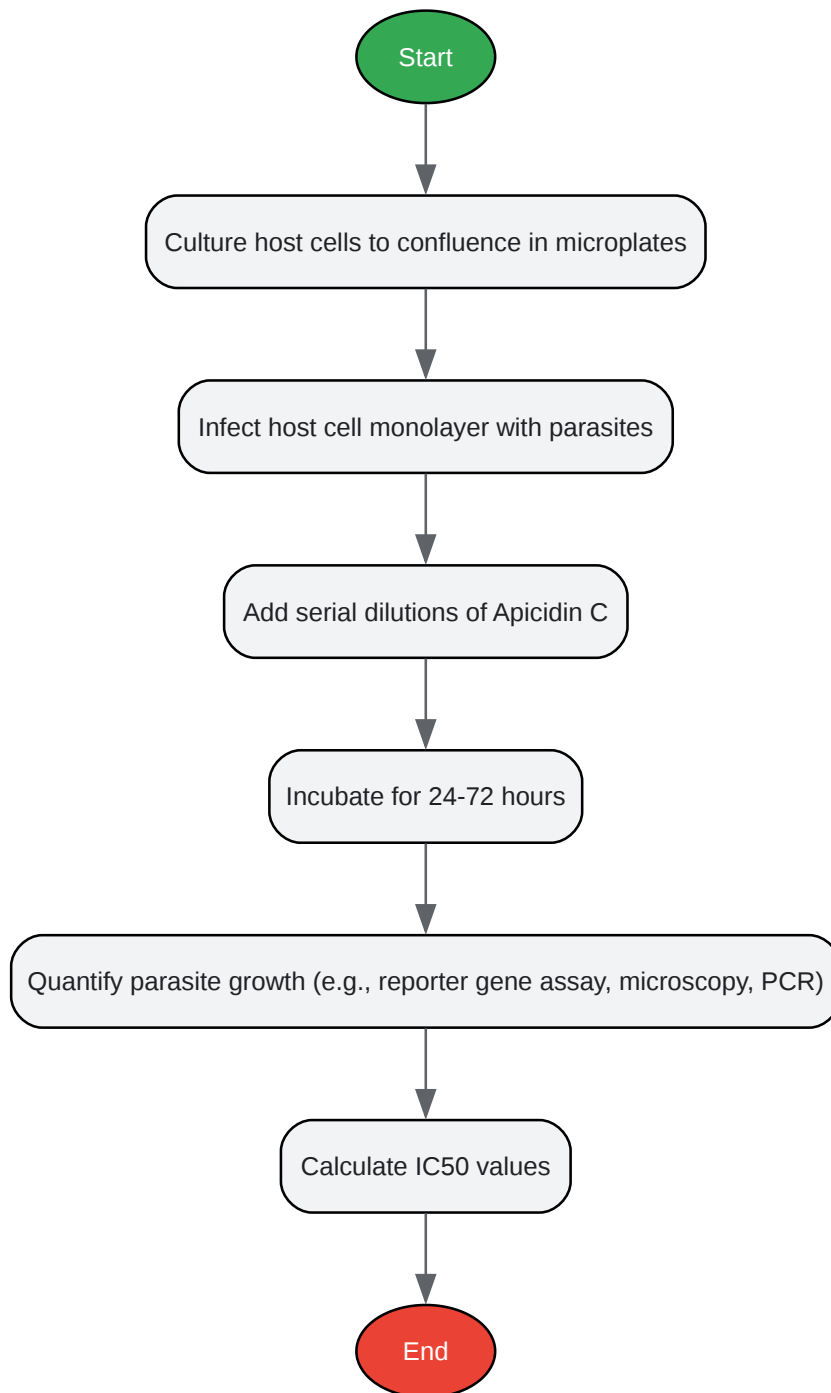 Start
Culture host cells to confluence in microplates
Infect host cell monolayer with parasites
Add serial dilutions of Apicidin C
Incubate for 24-72 hours
Quantify parasite growth (e.g., reporter gene assay, microscopy, PCR)
Calculate IC50 values
End